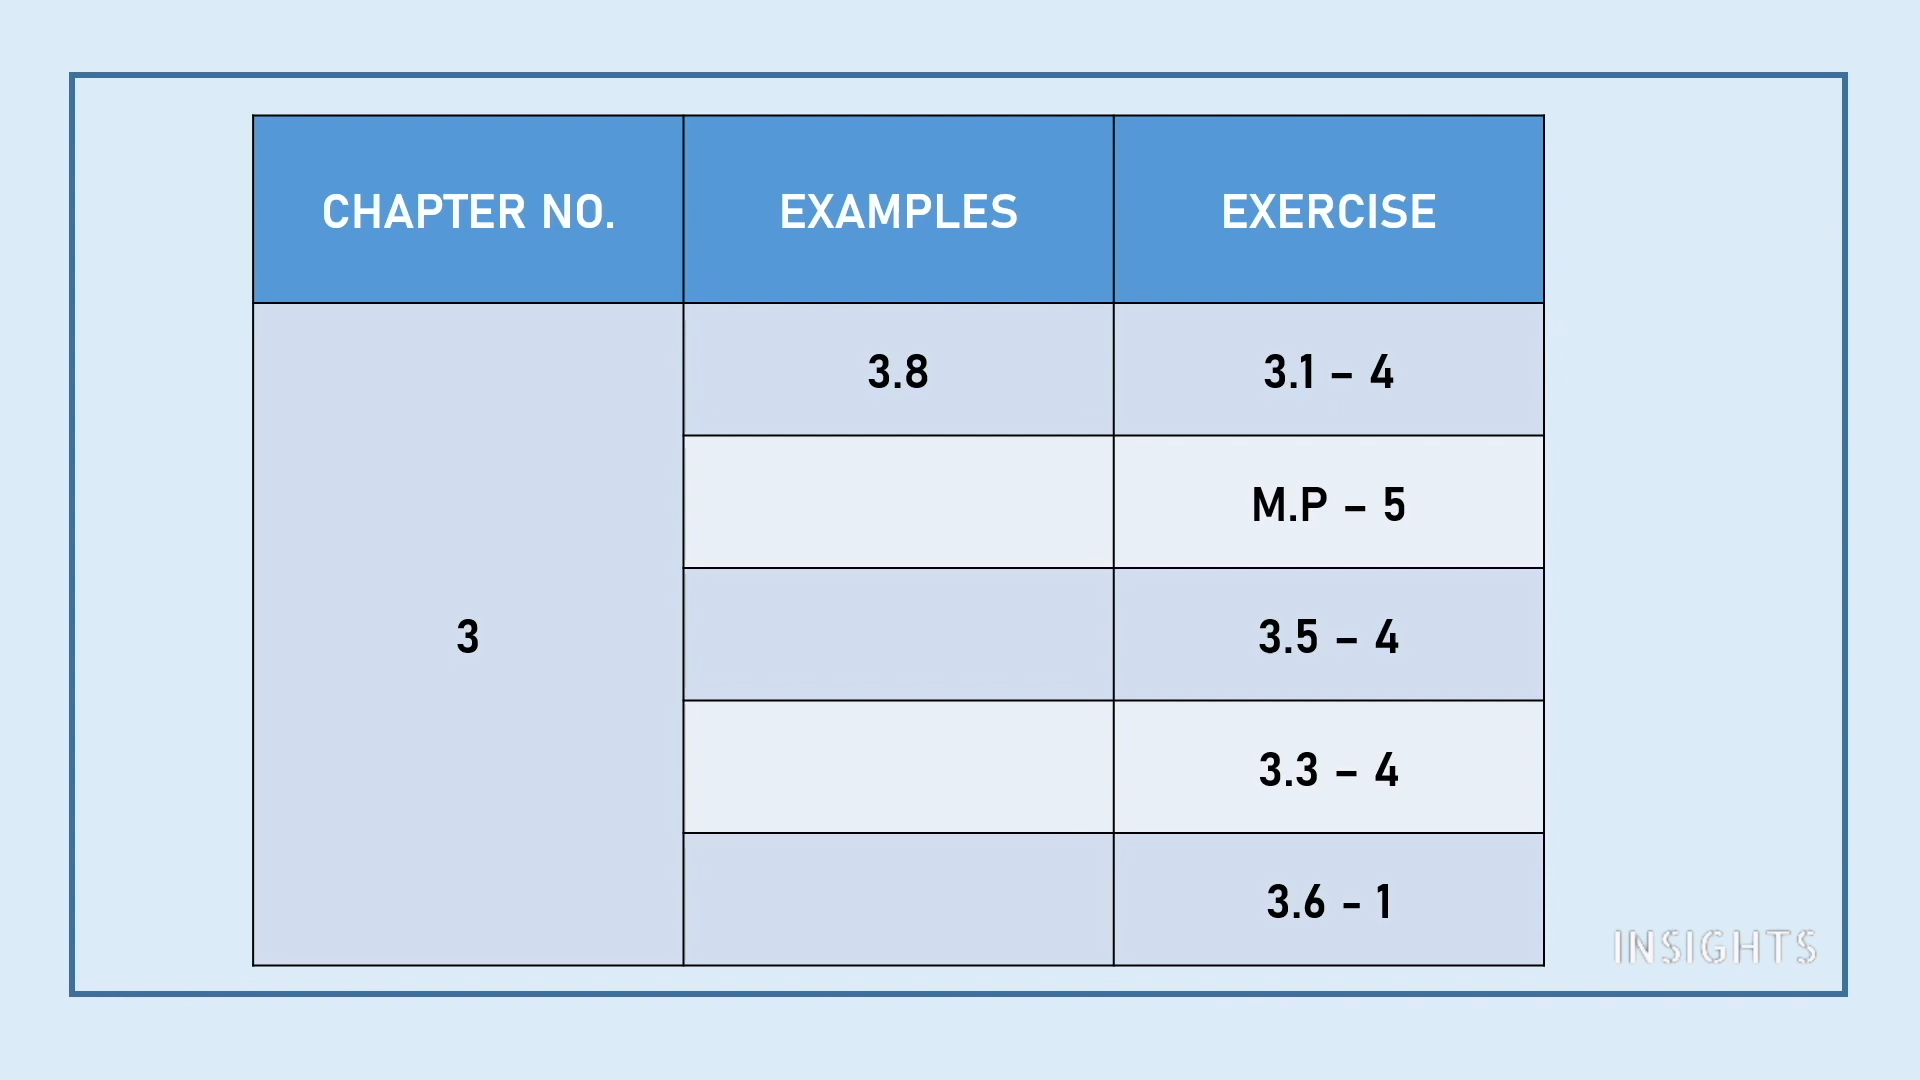 CHAPTER NO. EXAMPLES EXERCISE
3.8 3.1 – 4
M.P – 5
3 3.5 – 4
3.3 – 4
3.6 - 1
INSIGHTS